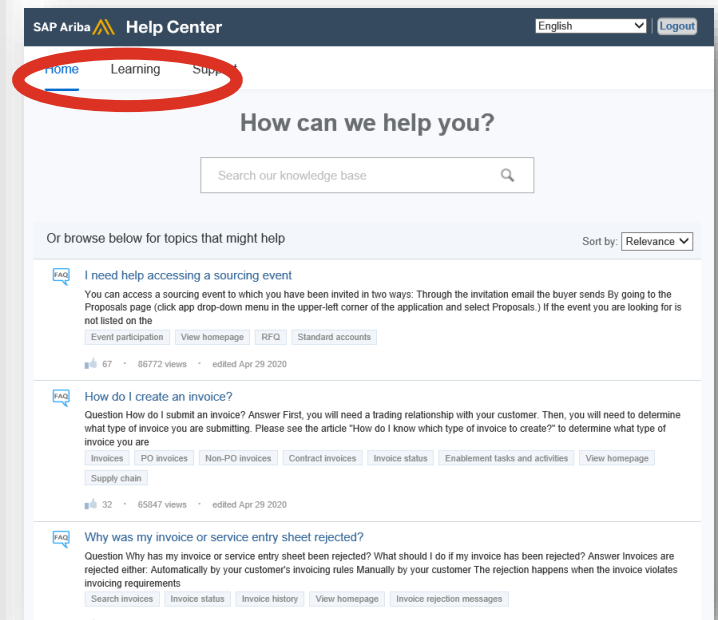 SAP Ariba Help Center English Logout
Home Learning Support
How can we help you?
Search our knowledge base
Or browse below for topics that might help Sort by: Relevance
FAQ I need help accessing a sourcing event
You can access a sourcing event to which you have been invited in two ways: Through the invitation email the buyer sends By going to the
Proposals page (click app drop-down menu in the upper-left corner of the application and select Proposals.) If the event you are looking for is
not listed on the
Event participation View homepage RFQ Standard accounts
67 · 86772 views · edited Apr 29 2020
FAQ How do I create an invoice?
Question How do I submit an invoice? Answer First, you will need a trading relationship with your customer. Then, you will need to determine
what type of invoice you are submitting. Please see the article "How do I know which type of invoice to create?" to determine what type of
invoice you are
Invoices PO invoices Non-PO invoices Contract invoices Invoice status Enablement tasks and activities View homepage
Supply chain
32 · 65847 views · edited Apr 29 2020
FAQ Why was my invoice or service entry sheet rejected?
Question Why has my invoice or service entry sheet been rejected? What should I do if my invoice has been rejected? Answer Invoices are
rejected either: Automatically by your customer's invoicing rules Manually by your customer The rejection happens when the invoice violates
invoicing requirements
Search invoices Invoice status Invoice history View homepage Invoice rejection messages